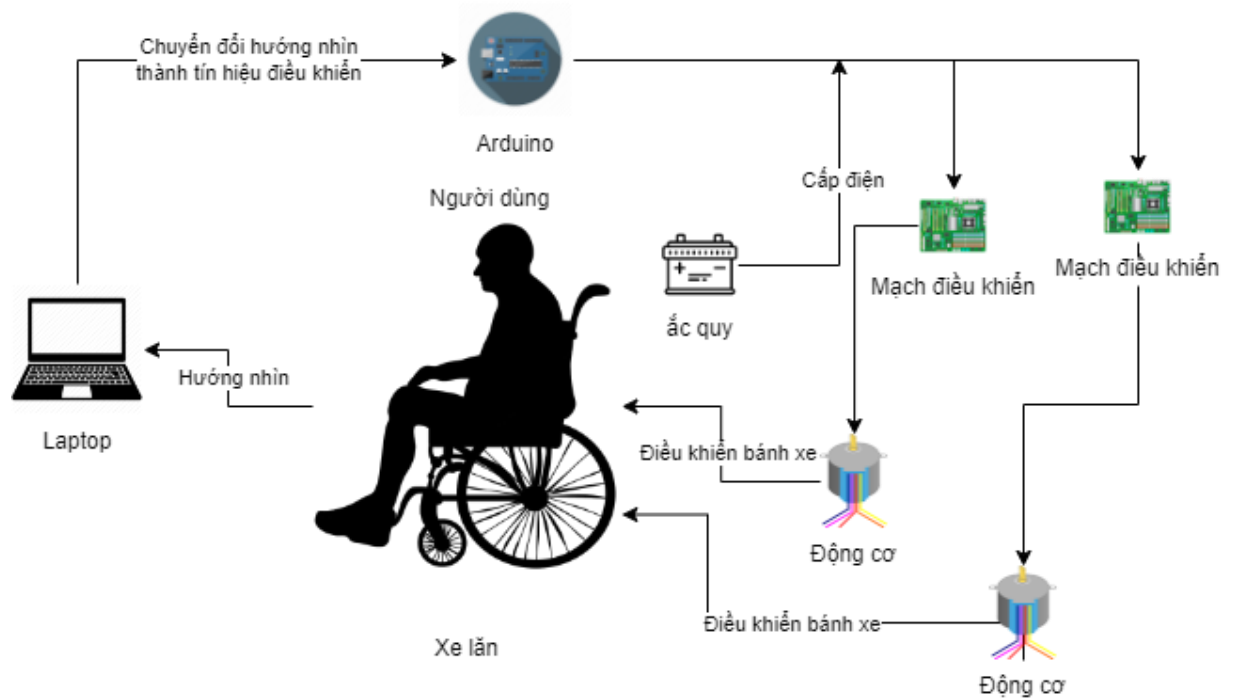 Chuyển đổi hướng nhìn
thành tín hiệu điều khiển
Arduino
Người dùng
Cấp điện
Mạch điều khiển
Mạch điều khiển
ắc quy
Hướng nhìn
Laptop
Điều khiển bánh xe
Động cơ
Điều khiển bánh xe
Xe lăn
Động cơ